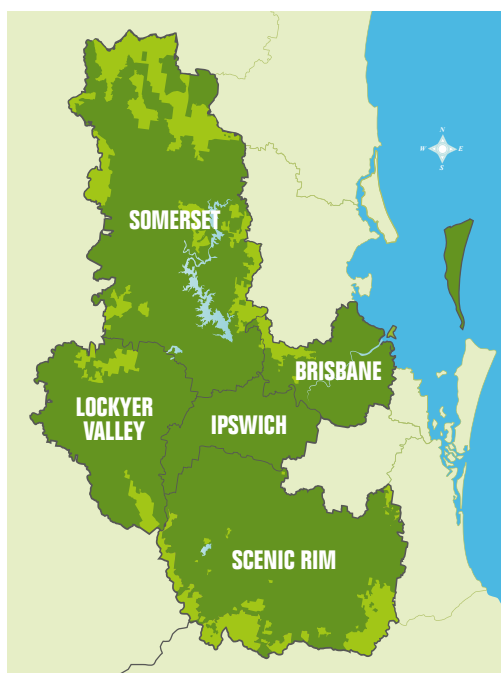 N
W E
S
SOMERSET
BRISBANE
LOCKYER
VALLEY
IPSWICH
SCENIC RIM